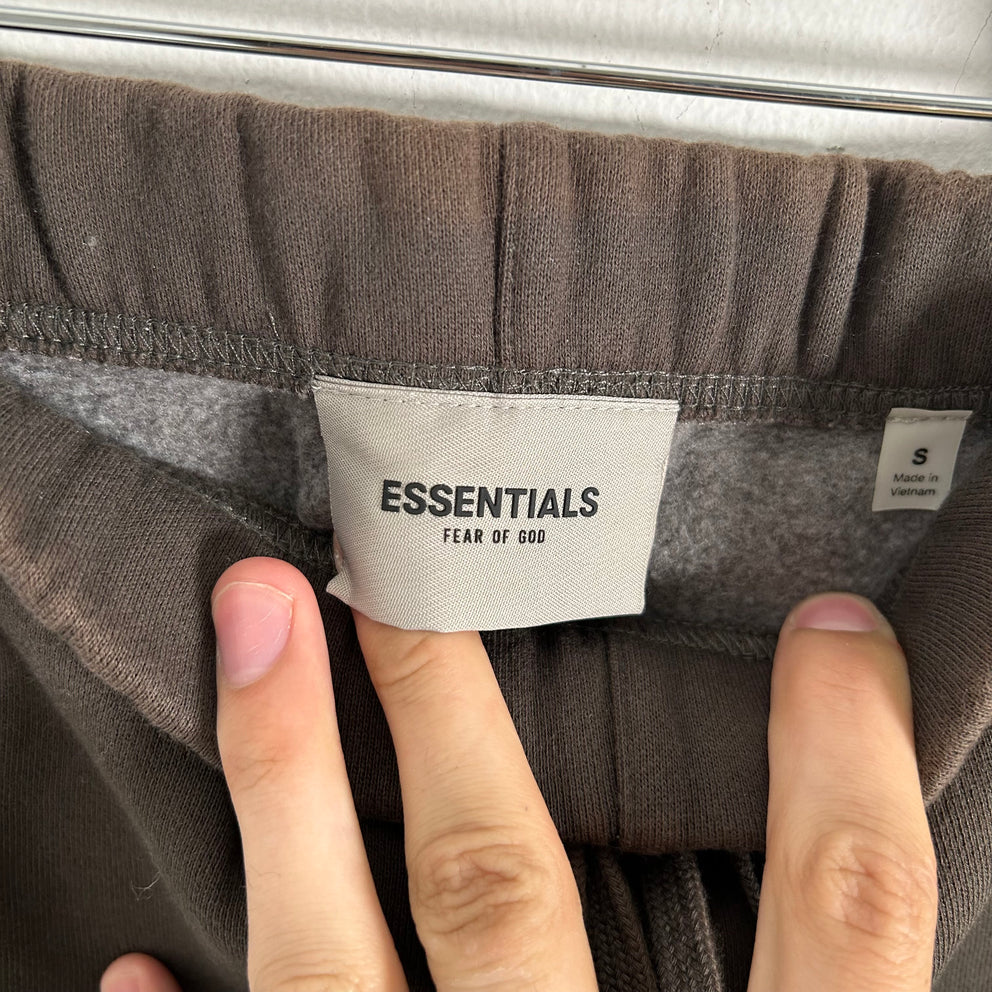 ESSENTIALS
FEAR OF GOD
S
Made in
Vietnam